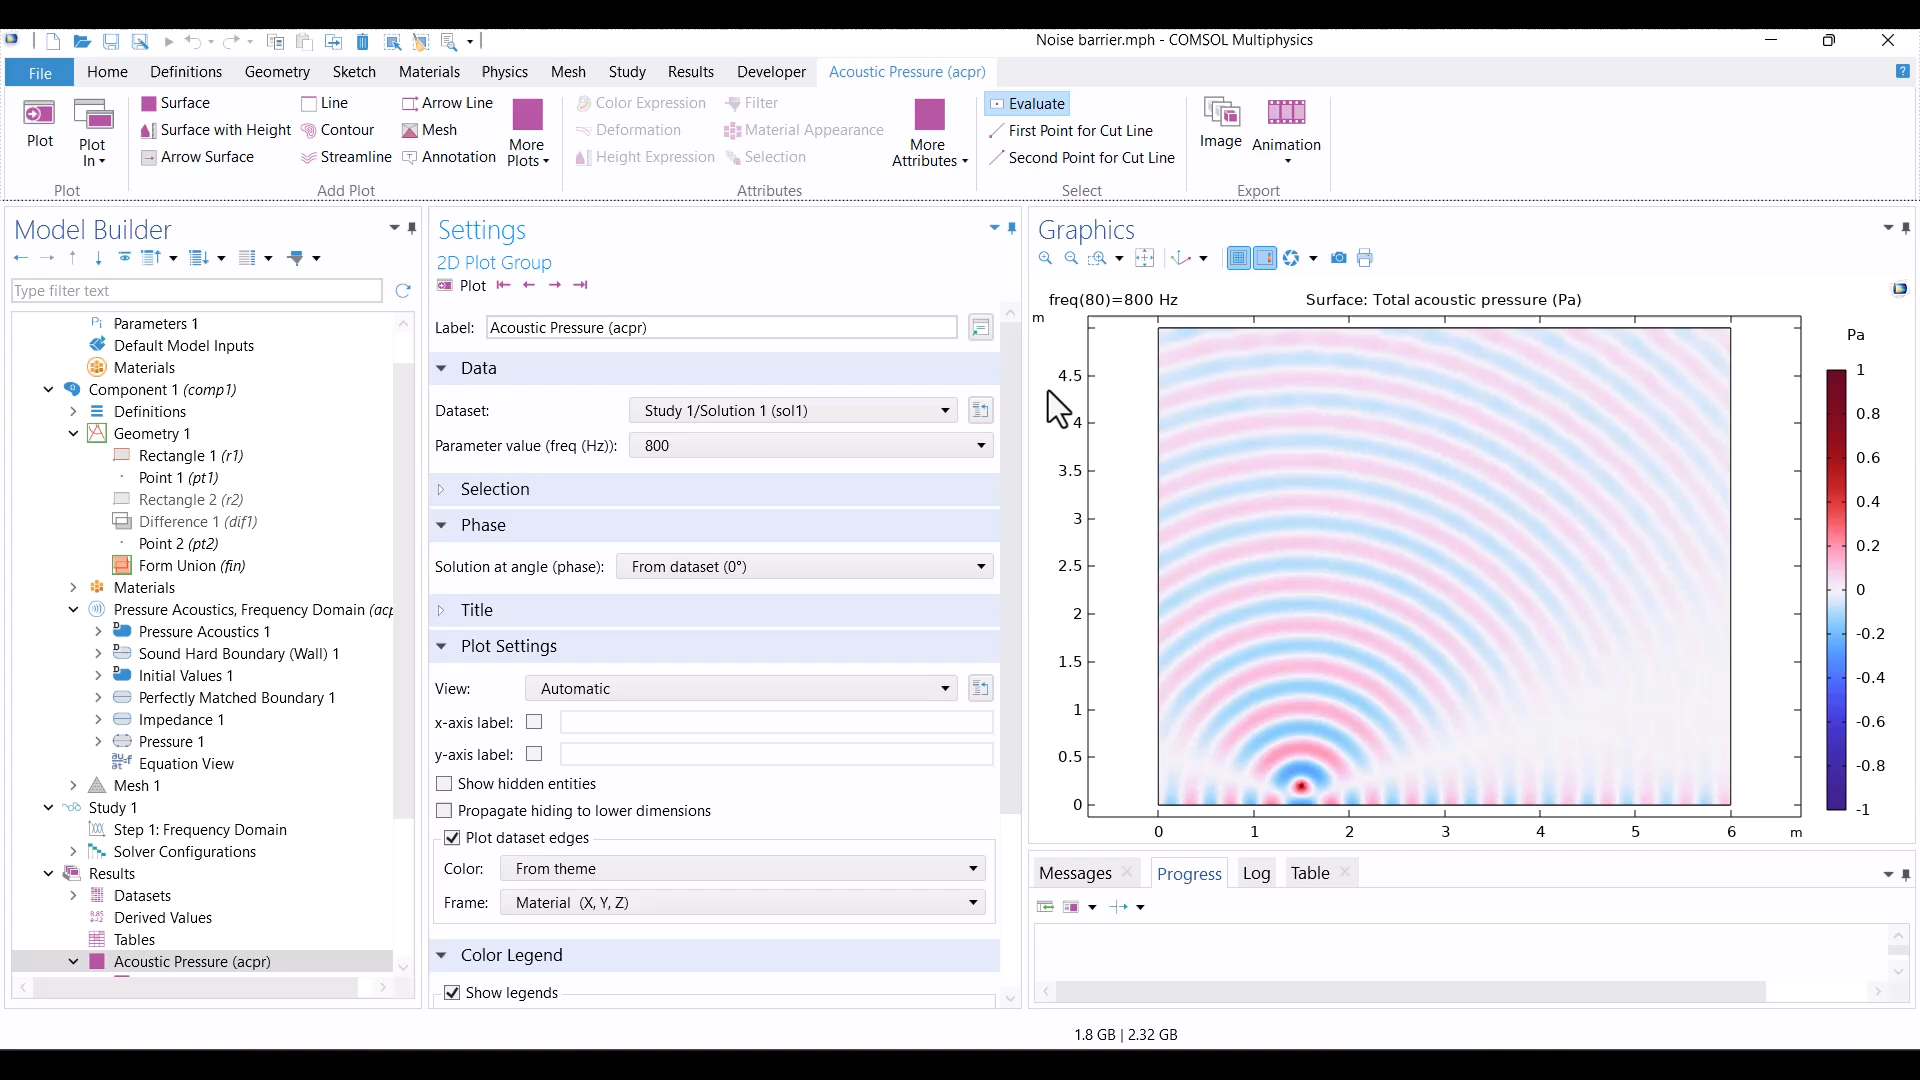 Noise barrier.mph - COMSOL Multiphysics
File Home Definitions Geometry Sketch Materials Physics Mesh Study Results Developer Acoustic Pressure (acpr)
Plot
Plot In
Plot
Surface
Surface with Height
Arrow Surface
Line
Contour
Streamline
Arrow Line
Mesh
Annotation
More Plots
Add Plot
Color Expression
Deformation
Height Expression
Filter
Material Appearance
Selection
More Attributes
Attributes
Evaluate
First Point for Cut Line
Second Point for Cut Line
Select
Image
Animation
Export
Model Builder
Type filter text
Parameters 1
Default Model Inputs
Materials
Component 1 (comp1)
Definitions
Geometry 1
Rectangle 1 (r1)
Point 1 (pt1)
Rectangle 2 (r2)
Difference 1 (dif1)
Point 2 (pt2)
Form Union (fin)
Materials
Pressure Acoustics, Frequency Domain (acp
Pressure Acoustics 1
Sound Hard Boundary (Wall) 1
Initial Values 1
Perfectly Matched Boundary 1
Impedance 1
Pressure 1
Equation View
Mesh 1
Study 1
Step 1: Frequency Domain
Solver Configurations
Results
Datasets
Derived Values
Tables
Acoustic Pressure (acpr)
Settings
2D Plot Group
Plot
Label: Acoustic Pressure (acpr)
Data
Dataset: Study 1/Solution 1 (sol1)
Parameter value (freq (Hz)): 800
Selection
Phase
Solution at angle (phase): From dataset (0°)
Title
Plot Settings
View: Automatic
x-axis label:
y-axis label:
Show hidden entities
Propagate hiding to lower dimensions
Plot dataset edges
Color: From theme
Frame: Material (X, Y, Z)
Color Legend
Show legends
Graphics
freq(80)=800 Hz Surface: Total acoustic pressure (Pa)
m
4.5
4
3.5
3
2.5
2
1.5
1
0.5
0
0 1 2 3 4 5 6 m
Pa
1
0.8
0.6
0.4
0.2
0
-0.2
-0.4
-0.6
-0.8
-1
Messages Progress Log Table
1.8 GB | 2.32 GB